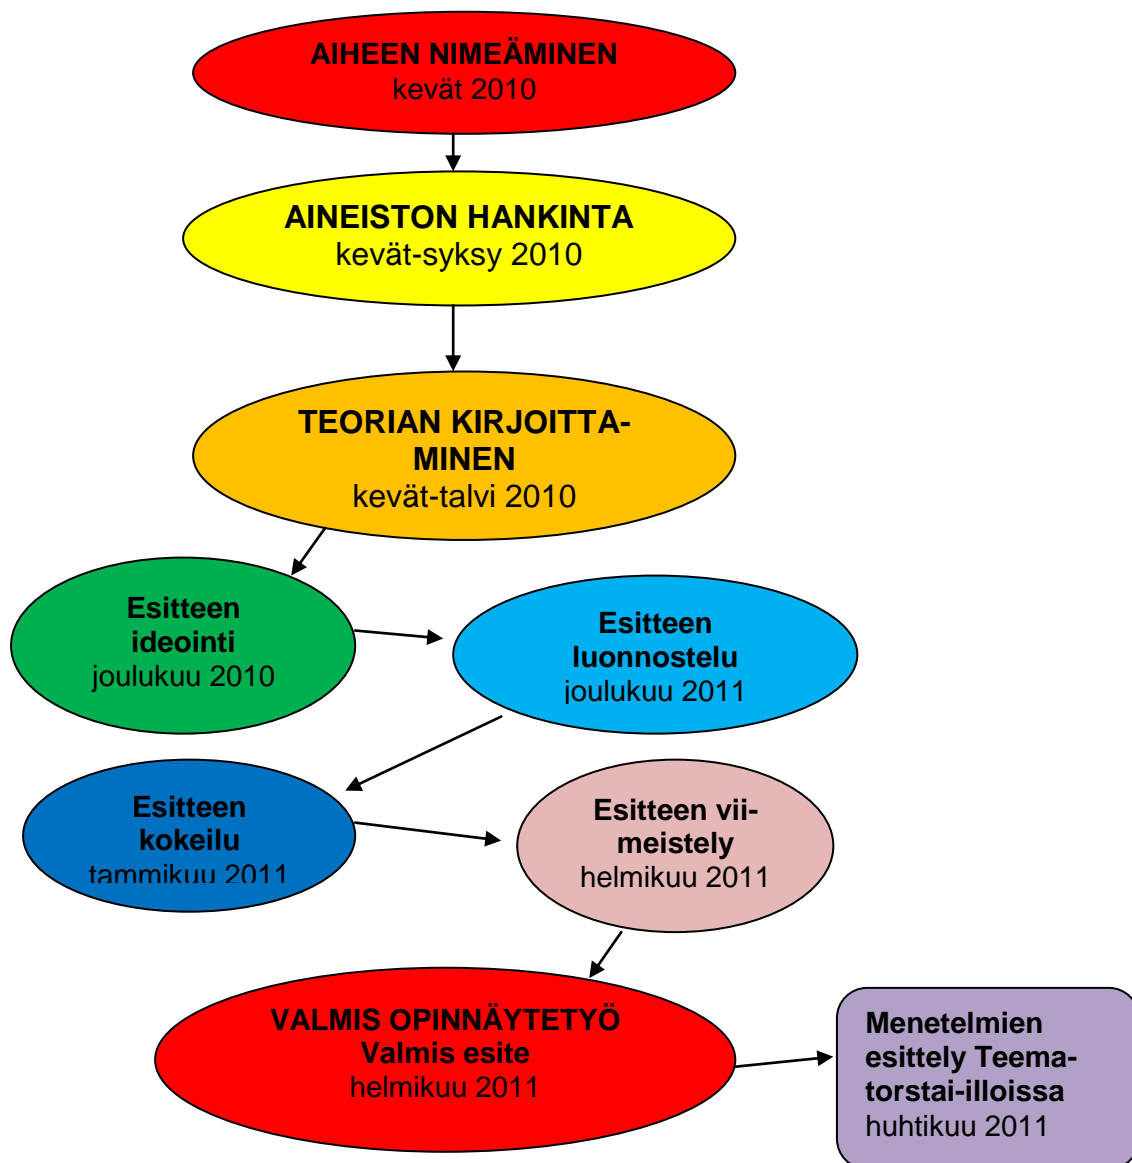 AIHEEN NIMEÄMINEN
kevät 2010
AINEISTON HANKINTA
kevät-syksy 2010
TEORIAN KIRJOITTA-
MINEN
kevät-talvi 2010
Esitteen
ideointi
joulukuu 2010
Esitteen
luonnostelu
joulukuu 2011
Esitteen
kokeilu
tammikuu 2011
Esitteen vii-
meistely
helmikuu 2011
VALMIS OPINNÄYTETYÖ
Valmis esite
helmikuu 2011
Menetelmien
esittely Teema-
torstai-illoissa
huhtikuu 2011